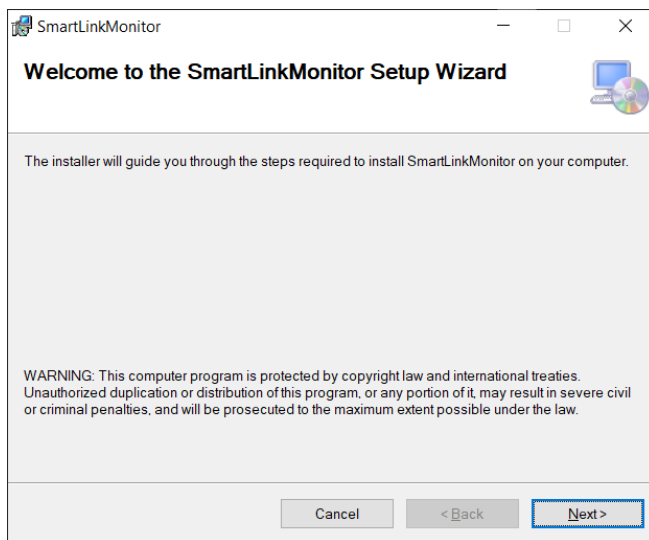 SmartLinkMonitor
Welcome to the SmartLinkMonitor Setup Wizard
The installer will guide you through the steps required to install SmartLinkMonitor on your computer.
WARNING: This computer program is protected by copyright law and international treaties.
Unauthorized duplication or distribution of this program, or any portion of it, may result in severe civil
or criminal penalties, and will be prosecuted to the maximum extent possible under the law.
Cancel < Back Next >